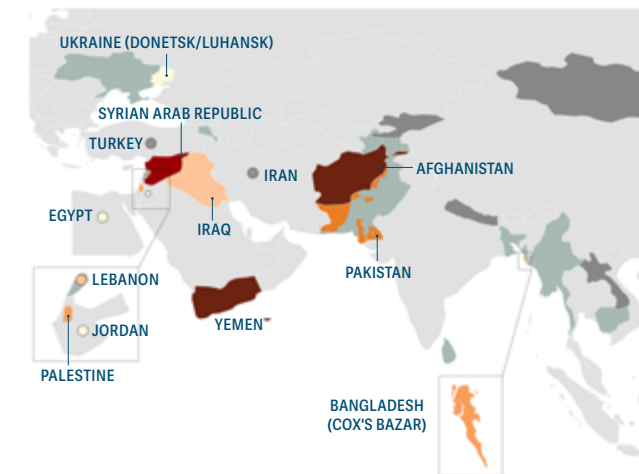 UKRAINE (DONETSK/LUHANSK)
SYRIAN ARAB REPUBLIC
TURKEY
IRAN
AFGHANISTAN
EGYPT
IRAQ
PAKISTAN
LEBANON
YEMEN
JORDAN
PALESTINE
BANGLADESH
(COX'S BAZAR)